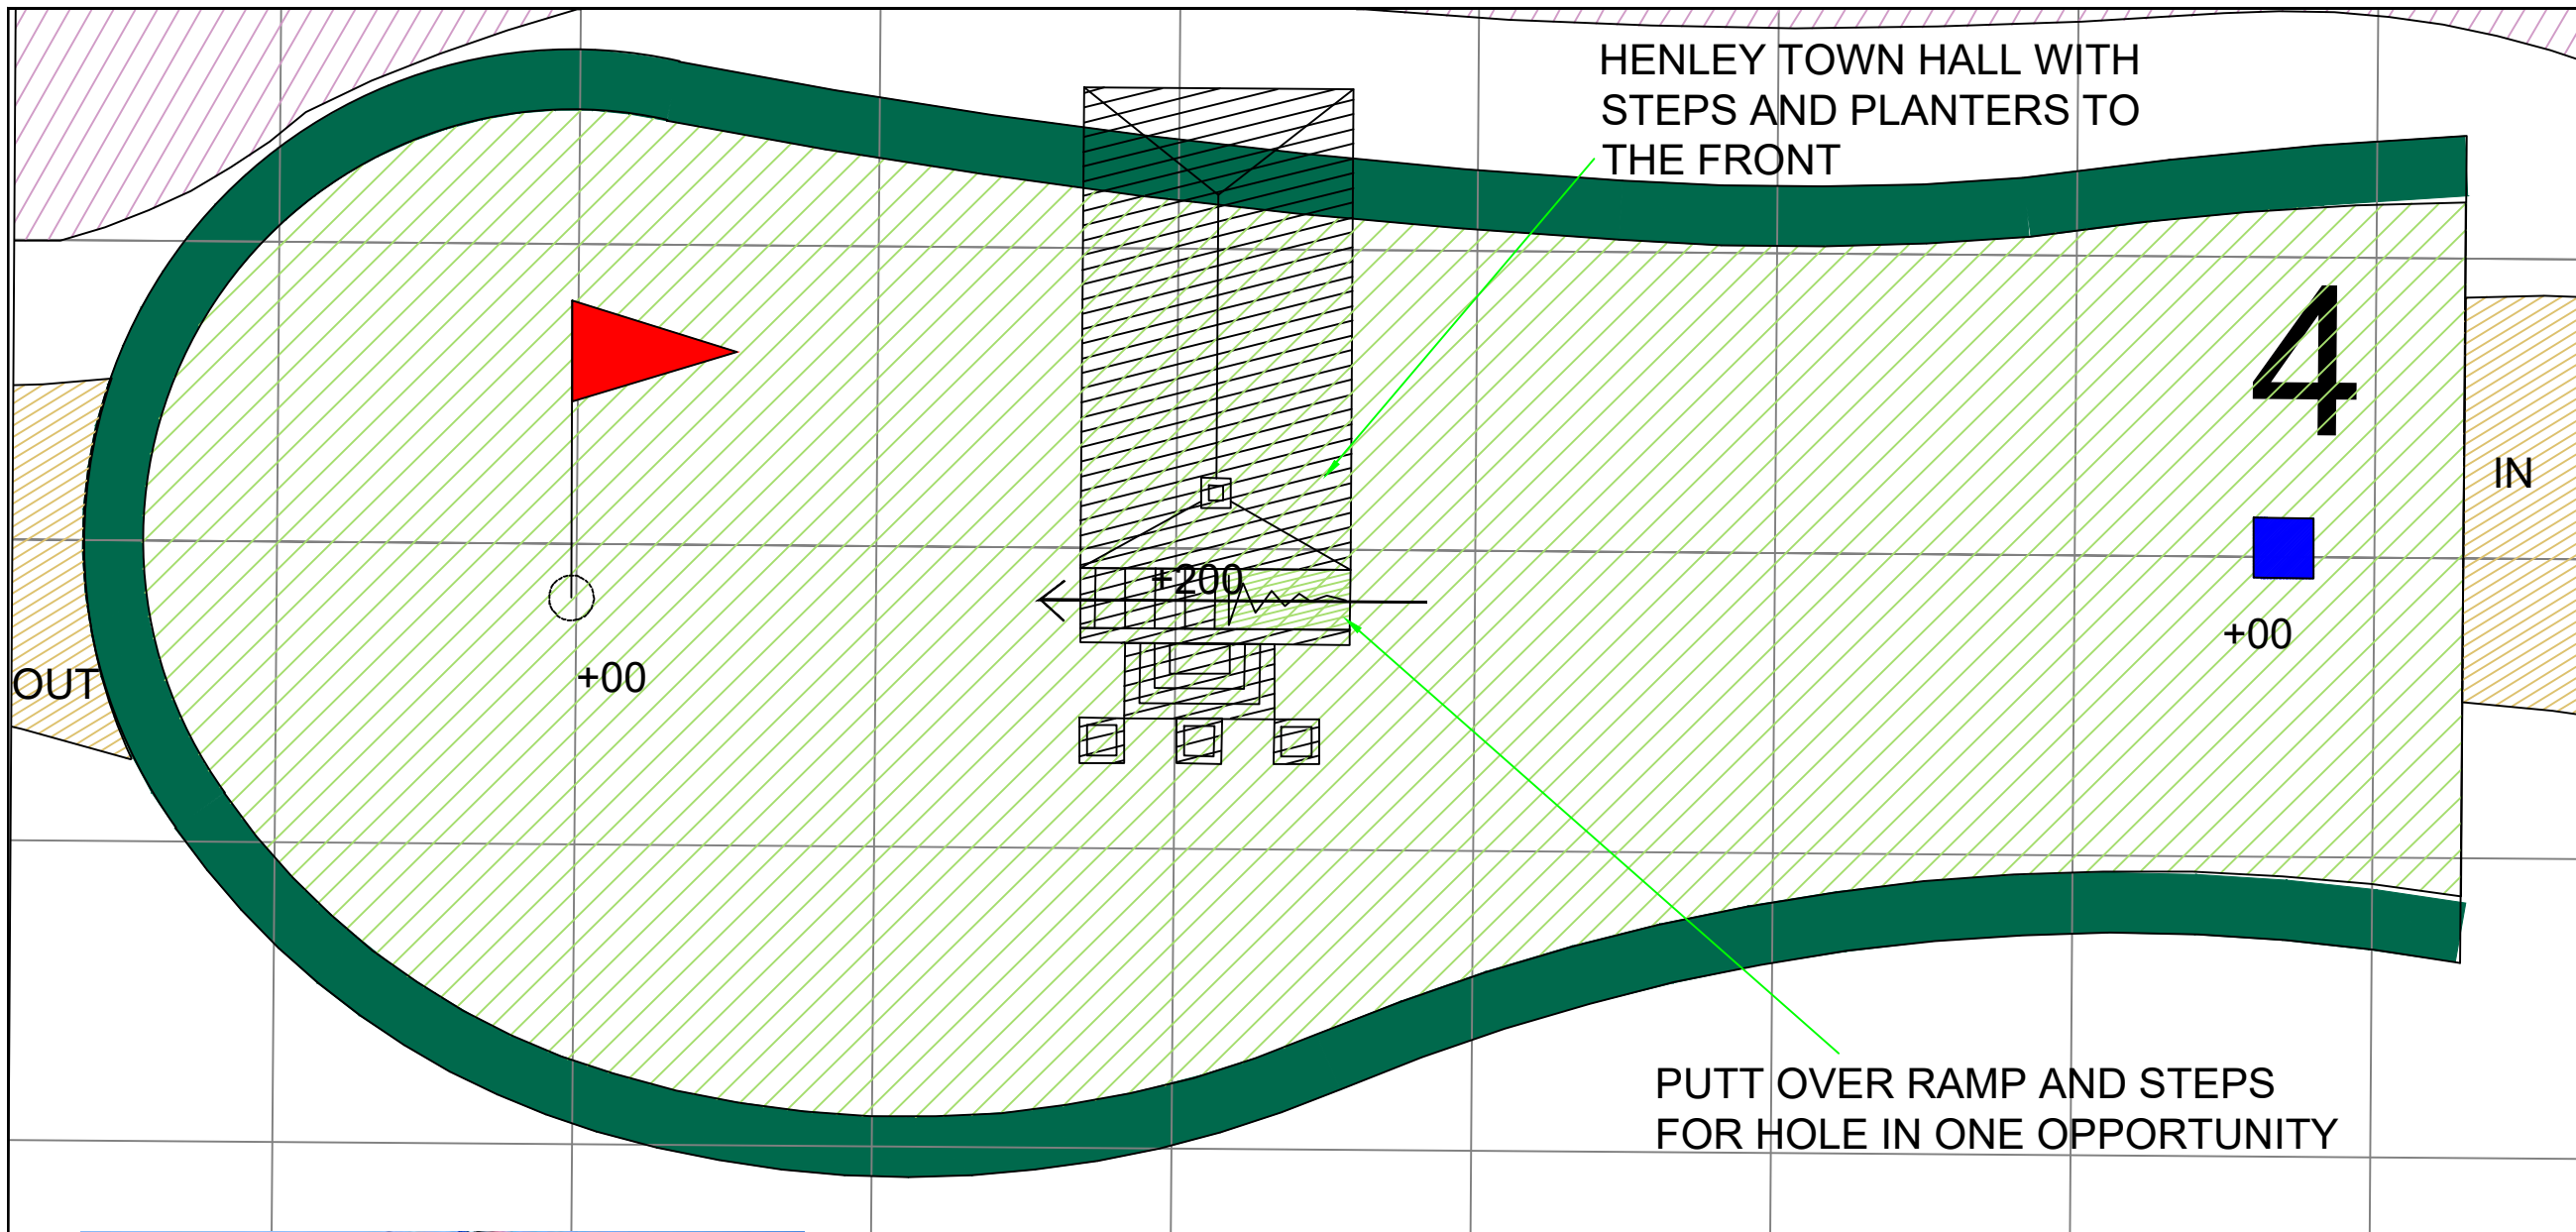 HENLEY TOWN HALL WITH
STEPS AND PLANTERS TO
THE FRONT
4
IN
+200
+00
OUT
+00
PUTT OVER RAMP AND STEPS
FOR HOLE IN ONE OPPORTUNITY